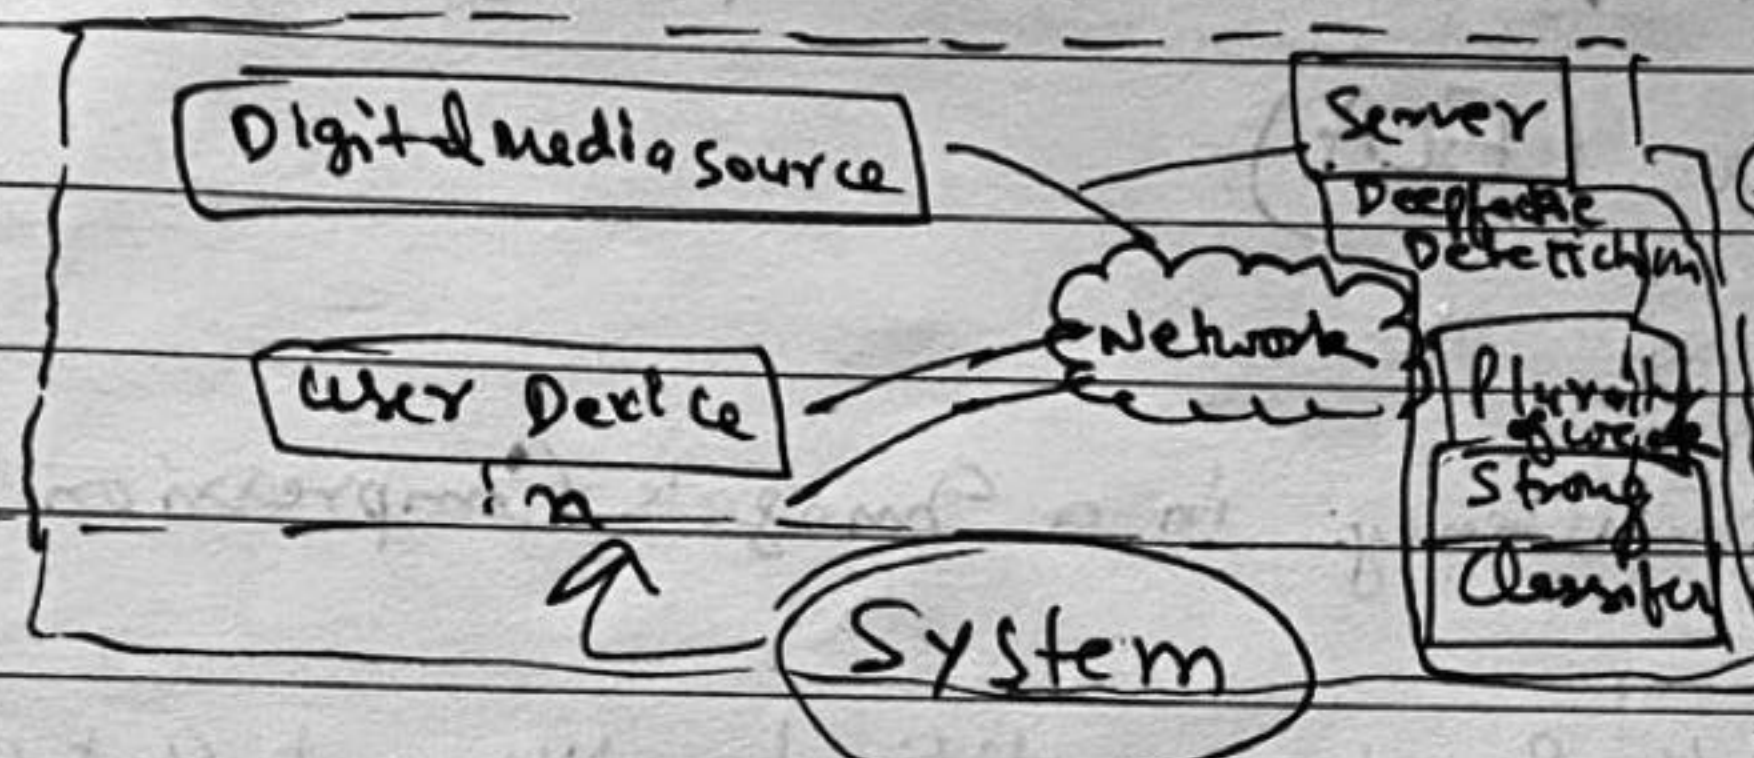 Digital media source
Server
Deepfake
Detection
Network
User Device
Plurality
of weak
Strong
Classifier
System